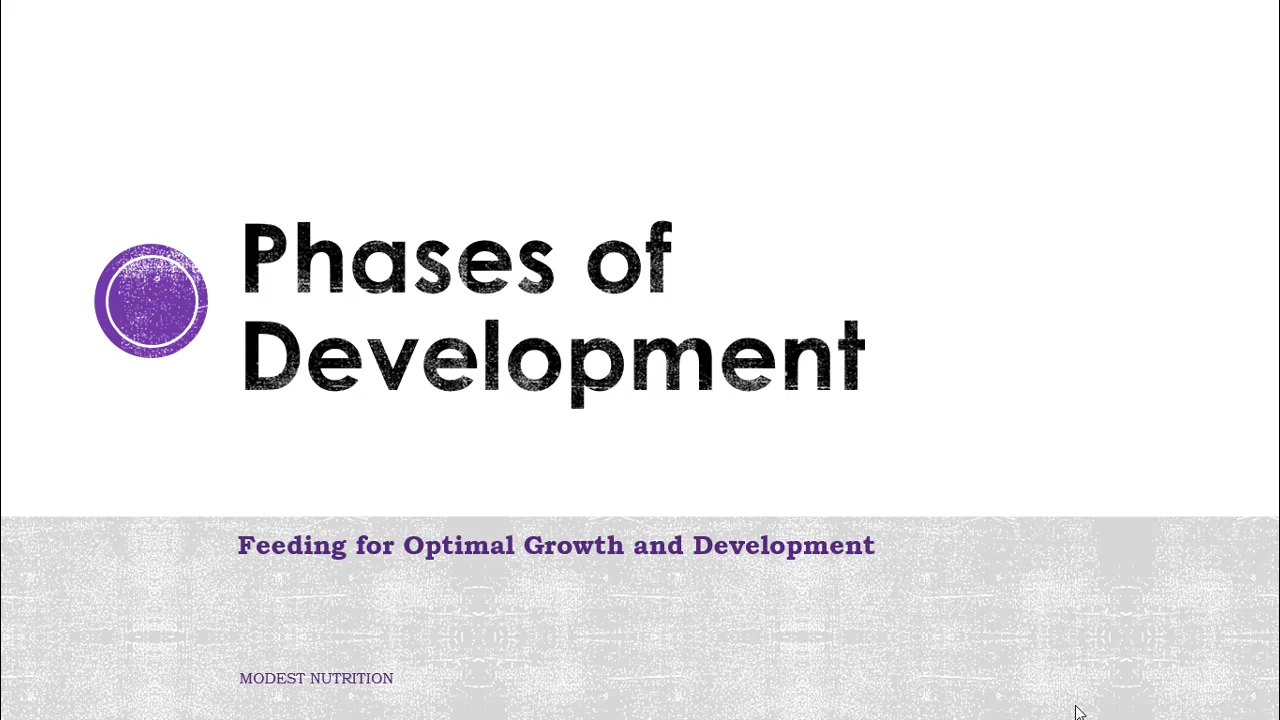 Phases of
Development
Feeding for Optimal Growth and Development
MODEST NUTRITION